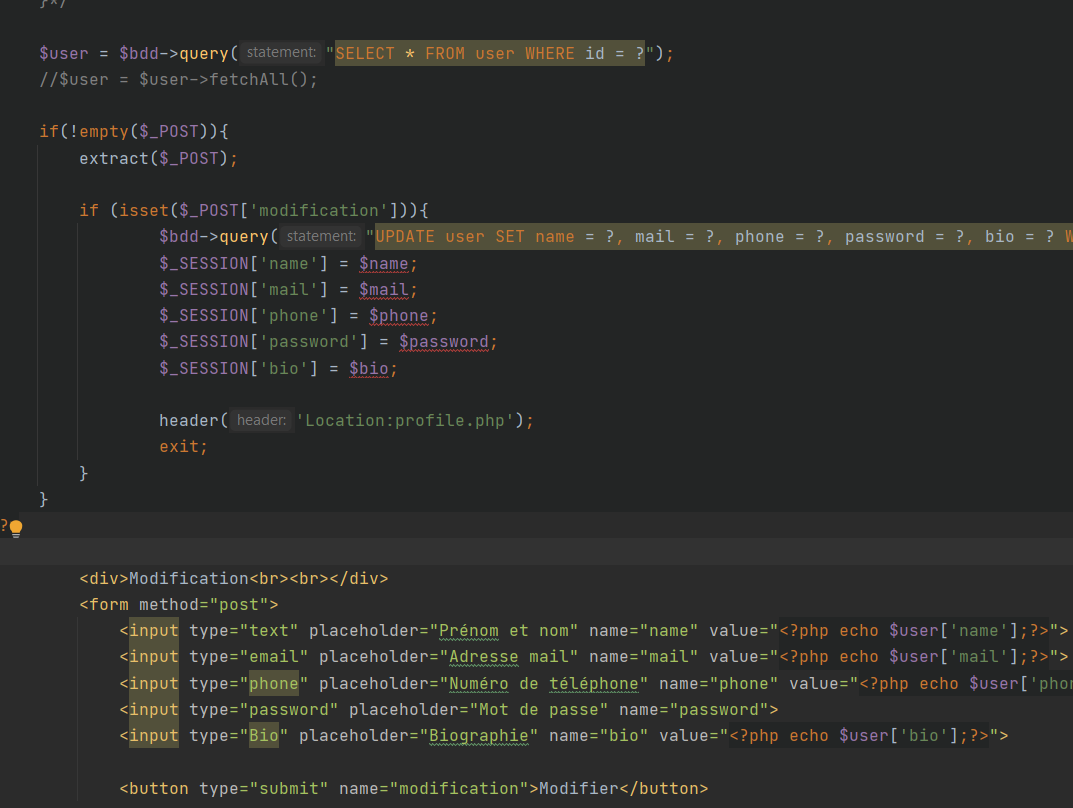 }*/
$user = $bdd->query( statement: "SELECT * FROM user WHERE id = ?");
//$user = $user->fetchAll();
if(!empty($_POST)){
extract($_POST);
if (isset($_POST['modification'])){
$bdd->query( statement: "UPDATE user SET name = ?, mail = ?, phone = ?, password = ?, bio = ? W
$_SESSION['name'] = $name;
$_SESSION['mail'] = $mail;
$_SESSION['phone'] = $phone;
$_SESSION['password'] = $password;
$_SESSION['bio'] = $bio;
header( header: 'Location:profile.php');
exit;
}
}
?
<div>Modification<br><br></div>
<form method="post">
<input type="text" placeholder="Prénom et nom" name="name" value="<?php echo $user['name'];?>">
<input type="email" placeholder="Adresse mail" name="mail" value="<?php echo $user['mail'];?>">
<input type="phone" placeholder="Numéro de téléphone" name="phone" value="<?php echo $user['phon
<input type="password" placeholder="Mot de passe" name="password">
<input type="Bio" placeholder="Biographie" name="bio" value="<?php echo $user['bio'];?>">
<button type="submit" name="modification">Modifier</button>